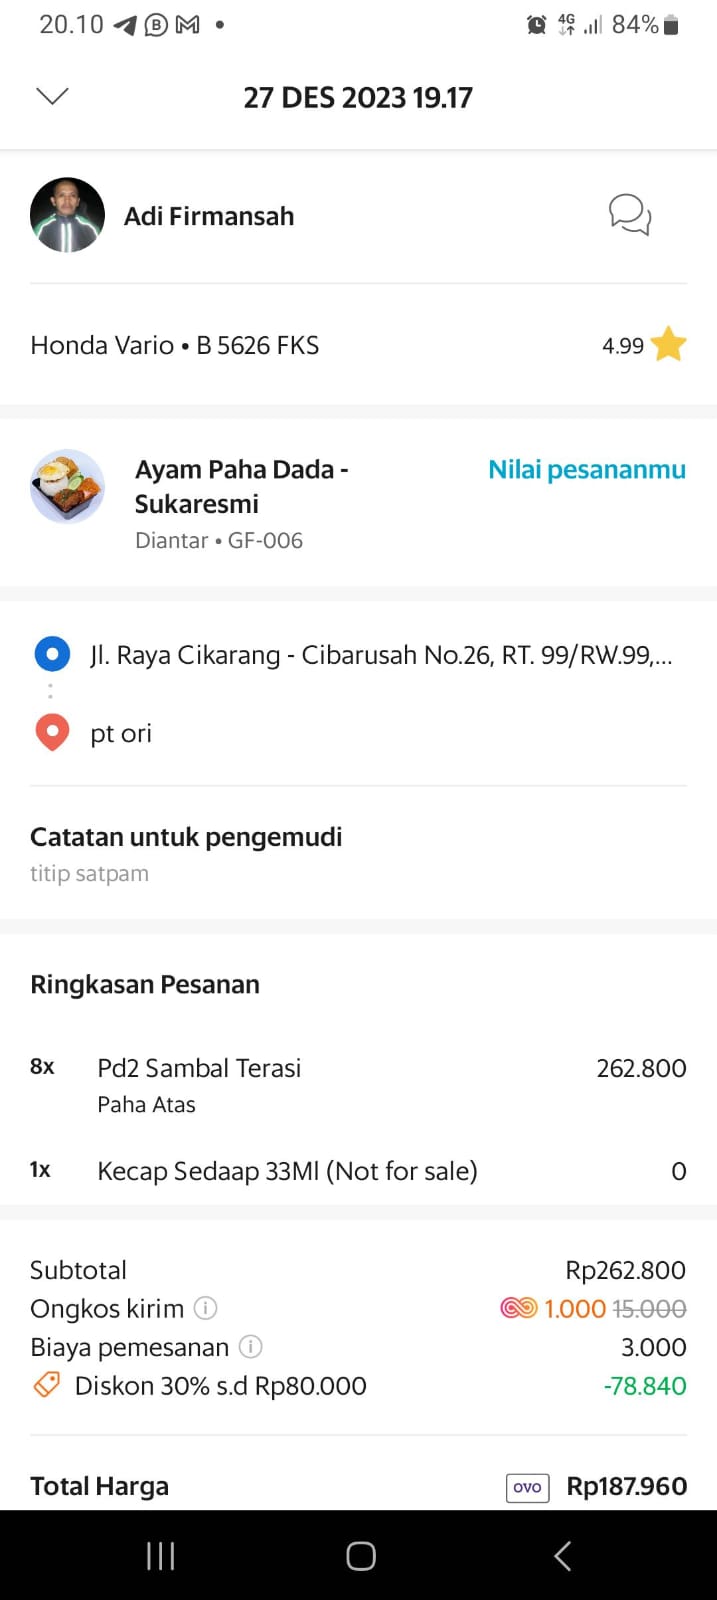 20.10
4G
84%
27 DES 2023 19.17
Adi Firmansah
Honda Vario • B 5626 FKS
4.99
Ayam Paha Dada -
Sukaresmi
Nilai pesananmu
Diantar • GF-006
Jl. Raya Cikarang - Cibarusah No.26, RT. 99/RW.99,...
pt ori
Catatan untuk pengemudi
titip satpam
Ringkasan Pesanan
8x Pd2 Sambal Terasi 262.800
Paha Atas
1x Kecap Sedaap 33Ml (Not for sale) 0
Subtotal Rp262.800
Ongkos kirim 1.000 15.000
Biaya pemesanan 3.000
Diskon 30% s.d Rp80.000 -78.840
Total Harga OVO Rp187.960